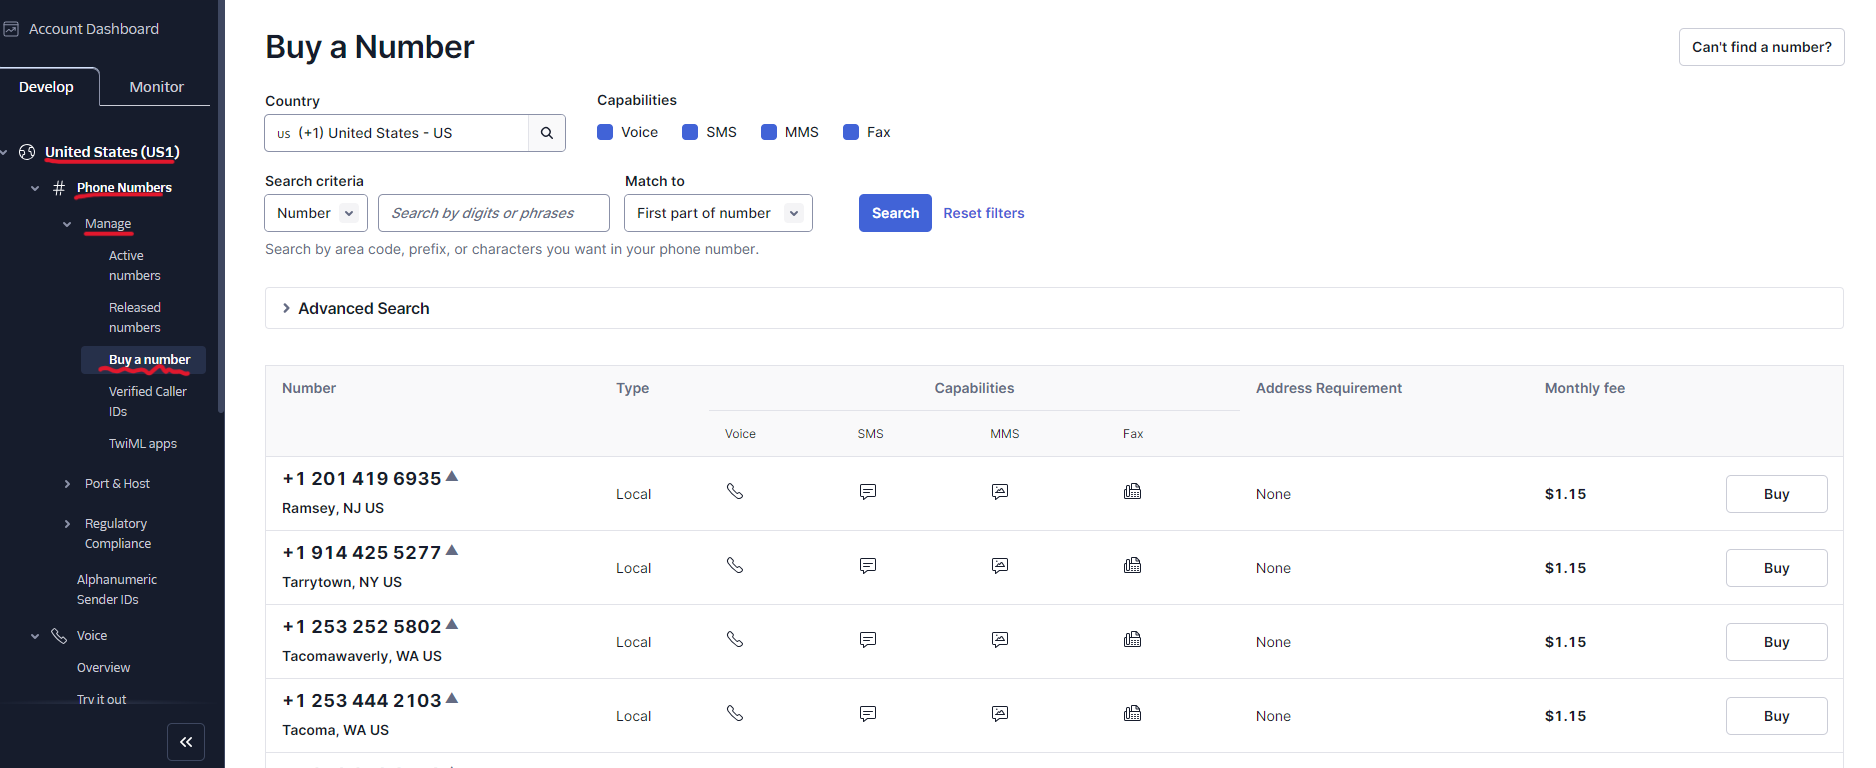 Account Dashboard
Develop
Monitor
United States (US1)
Phone Numbers
Manage
Active
numbers
Released
numbers
Buy a number
Verified Caller
IDs
TwiML apps
Port & Host
Regulatory
Compliance
Alphanumeric
Sender IDs
Voice
Overview
Try it out
Buy a Number
Can't find a number?
Country
Capabilities
US (+1) United States - US
Voice SMS MMS Fax
Search criteria
Match to
Number
Search by digits or phrases
First part of number
Search
Reset filters
Search by area code, prefix, or characters you want in your phone number.
Advanced Search
Number Type Capabilities Address Requirement Monthly fee
Voice SMS MMS Fax
+1 201 419 6935
Ramsey, NJ US
Local None $1.15 Buy
+1 914 425 5277
Tarrytown, NY US
Local None $1.15 Buy
+1 253 252 5802
Tacomawaverly, WA US
Local None $1.15 Buy
+1 253 444 2103
Tacoma, WA US
Local None $1.15 Buy